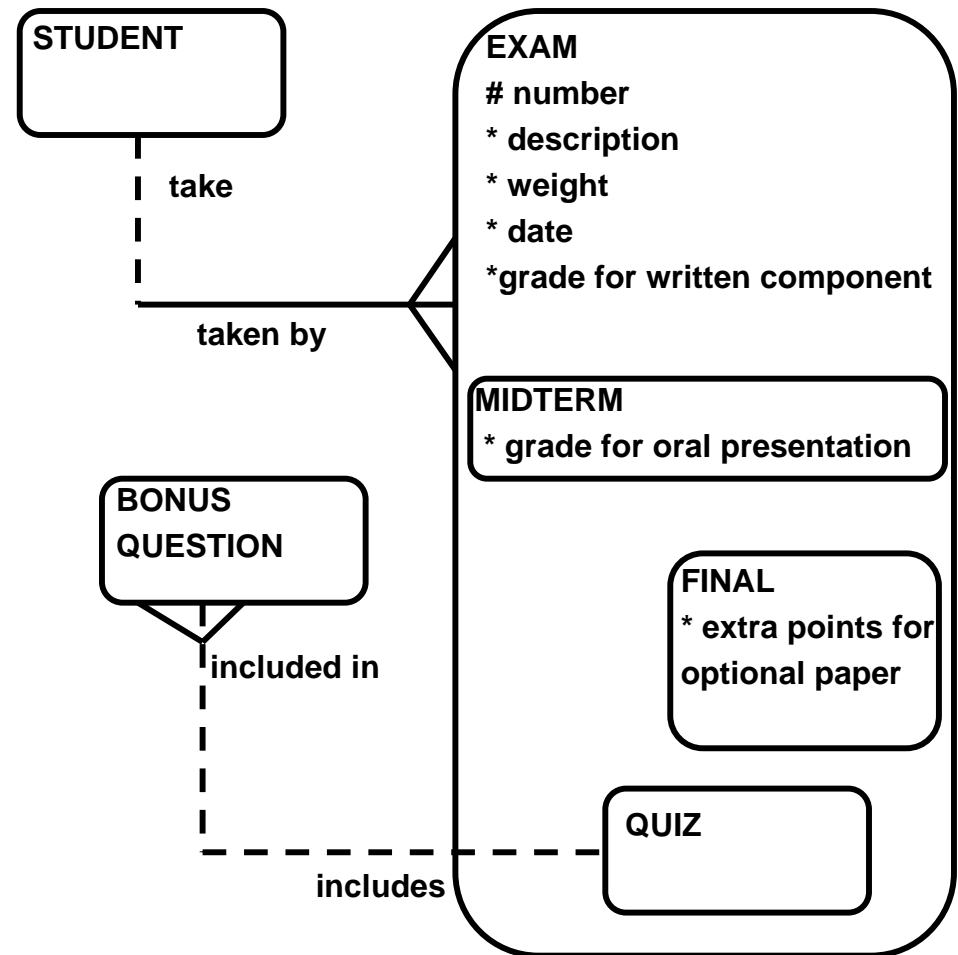 STUDENT
take
taken by
EXAM
# number
* description
* weight
* date
*grade for written component
MIDTERM
* grade for oral presentation
BONUS
QUESTION
included in
includes
FINAL
* extra points for
optional paper
QUIZ